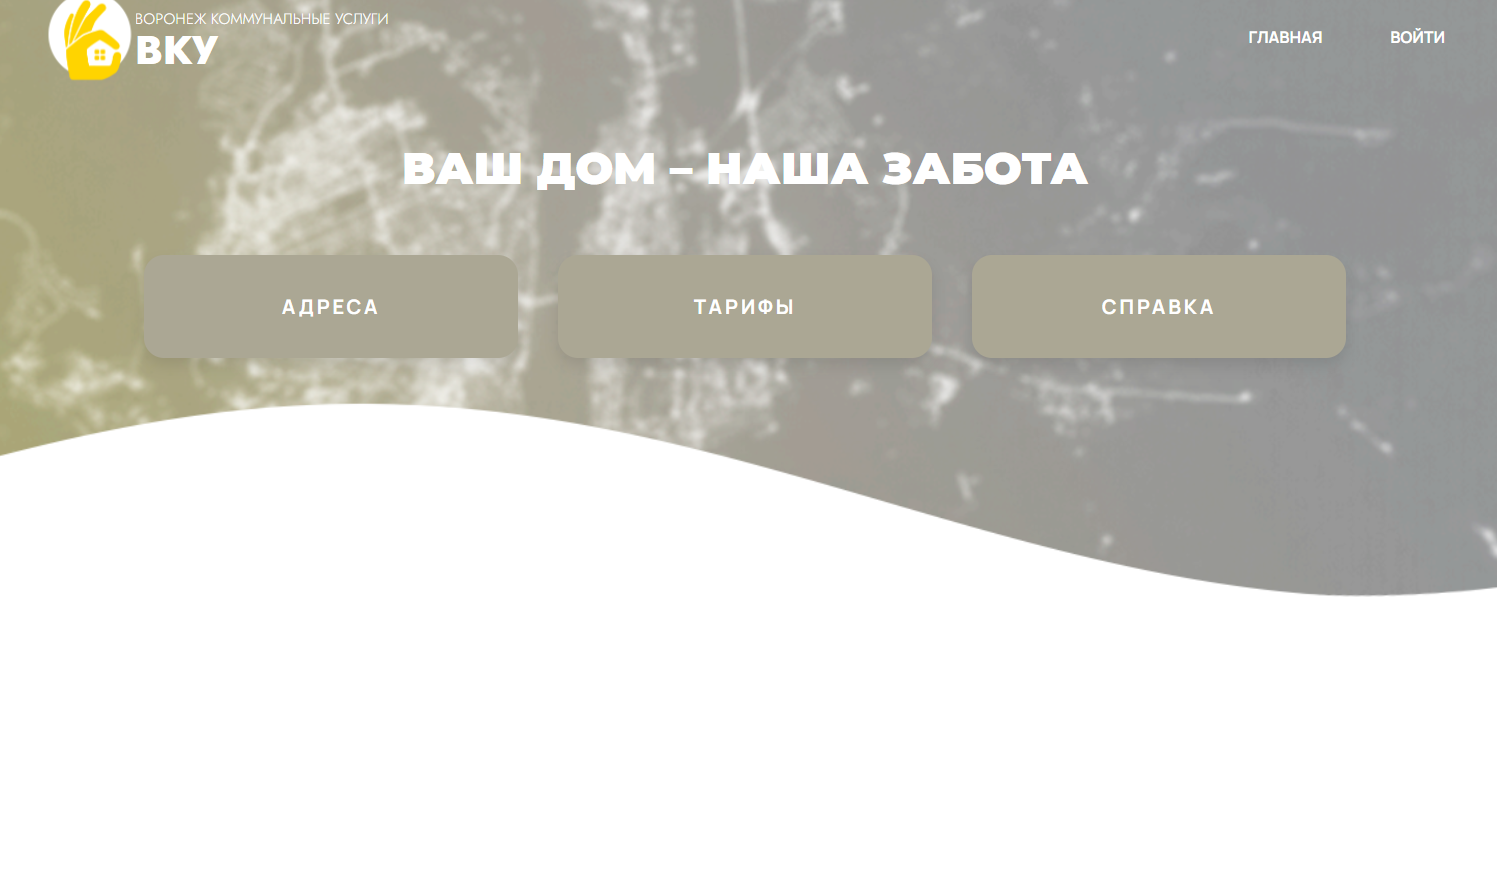 ВОРОНЕЖ КОММУНАЛЬНЫЕ УСЛУГИ
ВКУ
ГЛАВНАЯ
ВОЙТИ
ВАШ ДОМ – НАША ЗАБОТА
АДРЕСА
ТАРИФЫ
СПРАВКА